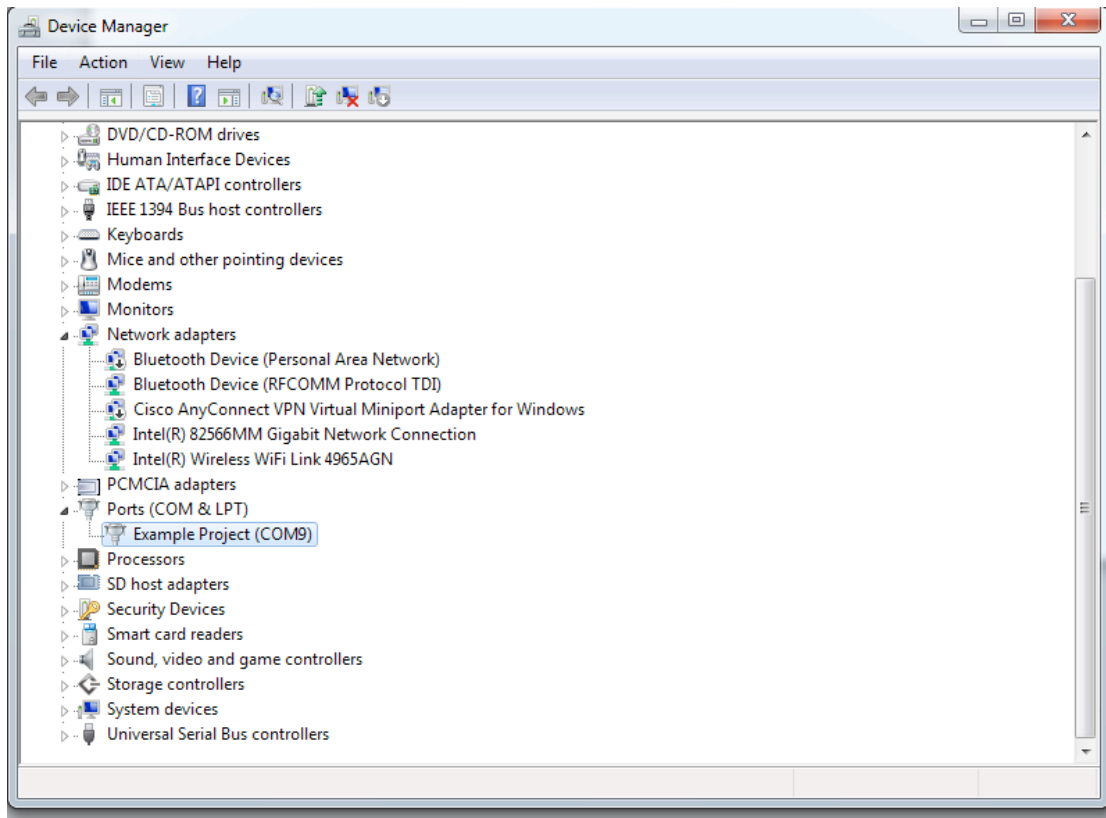 Device Manager
File Action View Help
DVD/CD-ROM drives
Human Interface Devices
IDE ATA/ATAPI controllers
IEEE 1394 Bus host controllers
Keyboards
Mice and other pointing devices
Modems
Monitors
Network adapters
Bluetooth Device (Personal Area Network)
Bluetooth Device (RFCOMM Protocol TDI)
Cisco AnyConnect VPN Virtual Miniport Adapter for Windows
Intel(R) 82566MM Gigabit Network Connection
Intel(R) Wireless WiFi Link 4965AGN
PCMCIA adapters
Ports (COM & LPT)
Example Project (COM9)
Processors
SD host adapters
Security Devices
Smart card readers
Sound, video and game controllers
Storage controllers
System devices
Universal Serial Bus controllers